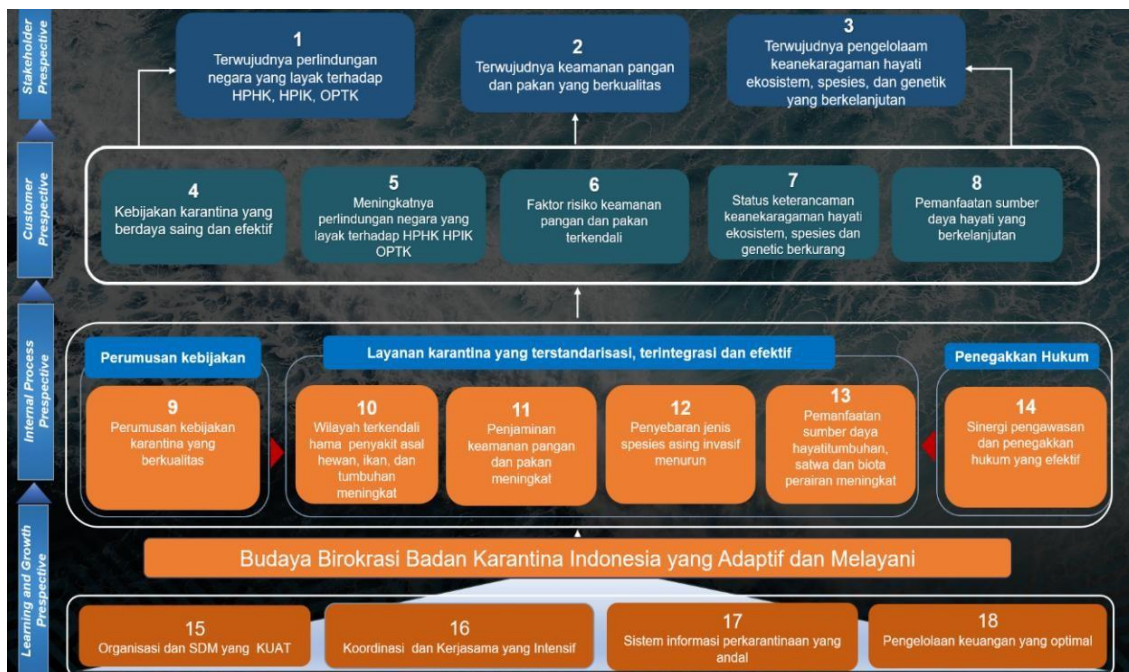 Stakeholder
Prespective
1
Terwujudnya perlindungan
negara yang layak terhadap
HPHK, HPIK, OPTK
2
Terwujudnya keamanan pangan
dan pakan yang berkualitas
3
Terwujudnya pengelolaam
keanekaragaman hayati
ekosistem, spesies, dan genetik
yang berkelanjutan
Customer
Prespective
4
Kebijakan karantina yang
berdaya saing dan efektif
5
Meningkatnya
perlindungan negara yang
layak terhadap HPHK HPIK
OPTK
6
Faktor risiko keamanan
pangan dan pakan
terkendali
7
Status keterancaman
keanekaragaman hayati
ekosistem, spesies dan
genetic berkurang
8
Pemanfaatan sumber
daya hayati yang
berkelanjutan
Internal Process
Prespective
Perumusan kebijakan
Layanan karantina yang terstandarisasi, terintegrasi dan efektif
Penegakkan Hukum
9
Perumusan kebijakan
karantina yang
berkualitas
10
Wilayah terkendali
hama penyakit asal
hewan, ikan, dan
tumbuhan
meningkat
11
Penjaminan
keamanan pangan
dan pakan
meningkat
12
Penyebaran jenis
spesies asing invasif
menurun
13
Pemanfaatan
sumber daya
hayatitumbuhan,
satwa dan biota
perairan meningkat
14
Sinergi pengawasan
dan penegakkan
hukum yang efektif
Learning and Growth
Prespective
Budaya Birokrasi Badan Karantina Indonesia yang Adaptif dan Melayani
15
Organisasi dan SDM yang KUAT
16
Koordinasi dan Kerjasama yang Intensif
17
Sistem informasi perkarantinaan yang
andal
18
Pengelolaan keuangan yang optimal